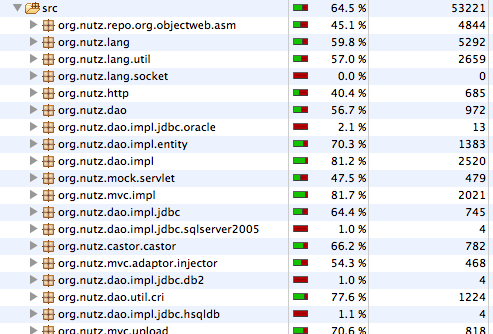 src 64.5 % 53221
org.nutz.repo.org.objectweb.asm 45.1 % 4844
org.nutz.lang 59.8 % 5292
org.nutz.lang.util 57.0 % 2659
org.nutz.lang.socket 0.0 % 0
org.nutz.http 40.4 % 685
org.nutz.dao 56.7 % 972
org.nutz.dao.impl.jdbc.oracle 2.1 % 13
org.nutz.dao.impl.entity 70.3 % 1383
org.nutz.dao.impl 81.2 % 2520
org.nutz.mock.servlet 47.5 % 479
org.nutz.mvc.impl 81.7 % 2021
org.nutz.dao.impl.jdbc 64.4 % 745
org.nutz.dao.impl.jdbc.sqlserver2005 1.0 % 4
org.nutz.castor.castor 66.2 % 782
org.nutz.mvc.adaptor.injector 54.3 % 468
org.nutz.dao.impl.jdbc.db2 1.0 % 4
org.nutz.dao.util.cri 77.6 % 1224
org.nutz.dao.impl.jdbc.hsqldb 1.1 % 4
org.nutz.mvc.upload 70.6 % 818